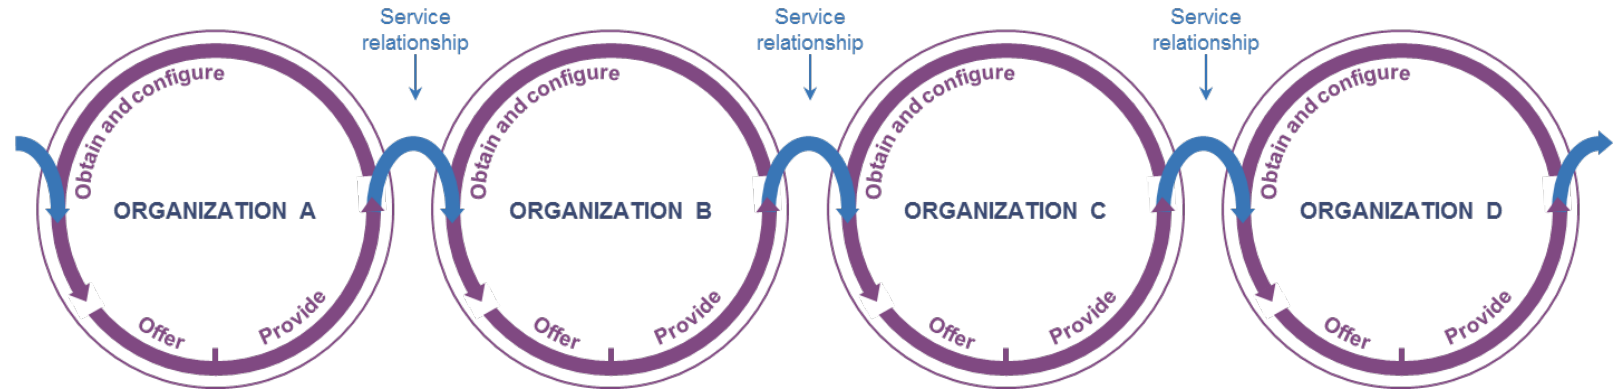 Service
relationship
Service
relationship
Service
relationship
Obtain and configure
ORGANIZATION A
Offer
Provide
Obtain and configure
ORGANIZATION B
Offer
Provide
Obtain and configure
ORGANIZATION C
Offer
Provide
Obtain and configure
ORGANIZATION D
Offer
Provide